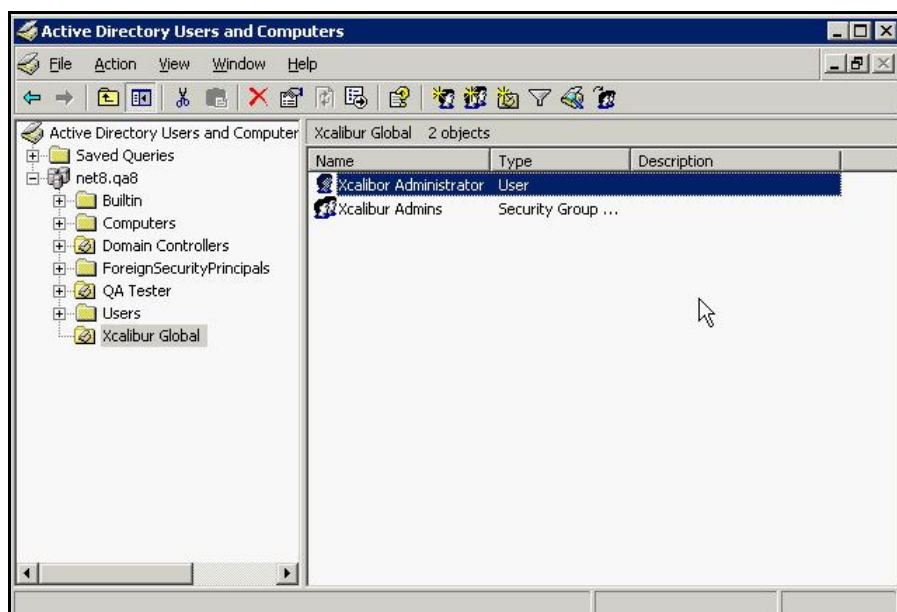 Active Directory Users and Computers
File Action View Window Help
Active Directory Users and Computer
Saved Queries
net8.qa8
Builtin
Computers
Domain Controllers
ForeignSecurityPrincipals
QA Tester
Users
Xcalibur Global
Xcalibur Global 2 objects
Name Type Description
Xcalibor Administrator User
Xcalibur Admins Security Group ...